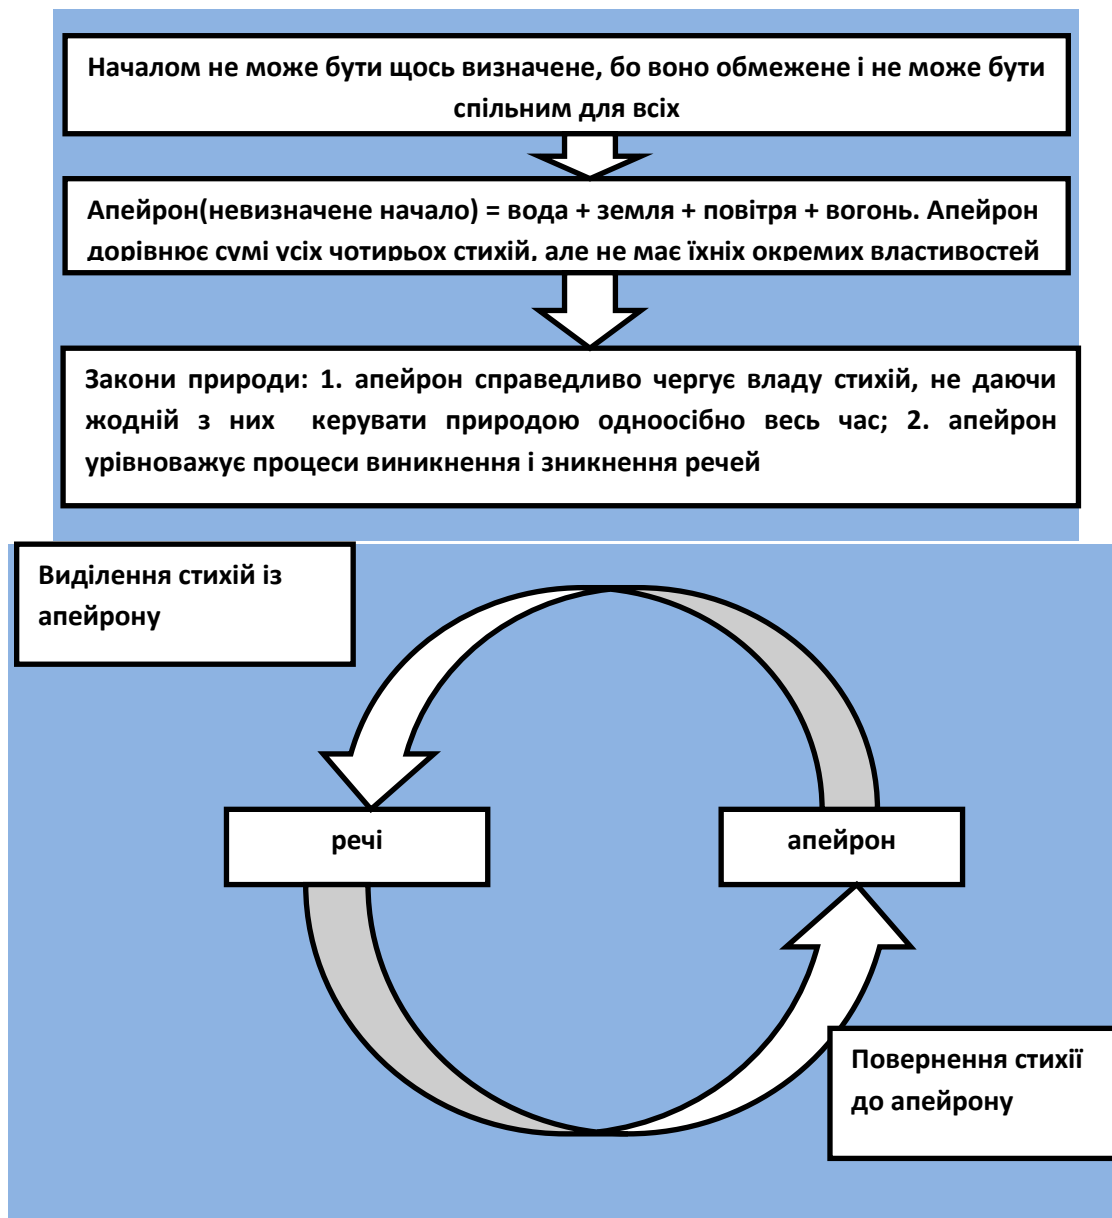 Началом не може бути щось визначене, бо воно обмежене і не може бути
спільним для всіх
Апейрон(невизначене начало) = вода + земля + повітря + вогонь. Апейрон
дорівнює сумі усіх чотирьох стихій, але не має їхніх окремих властивостей
Закони природи: 1. апейрон справедливо чергує владу стихій, не даючи
жодній з них керувати природою одноосібно весь час; 2. апейрон
урівноважує процеси виникнення і зникнення речей
Виділення стихій із
апейрону
речі
апейрон
Повернення стихії
до апейрону